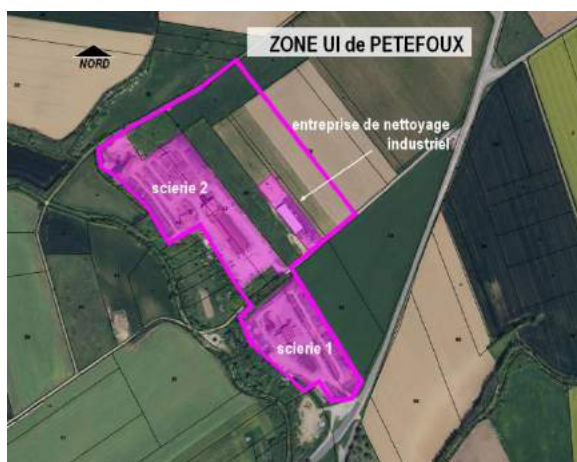 ZONE UI de PETEFOUX
NORD
entreprise de nettoyage
industriel
scierie 2
scierie 1